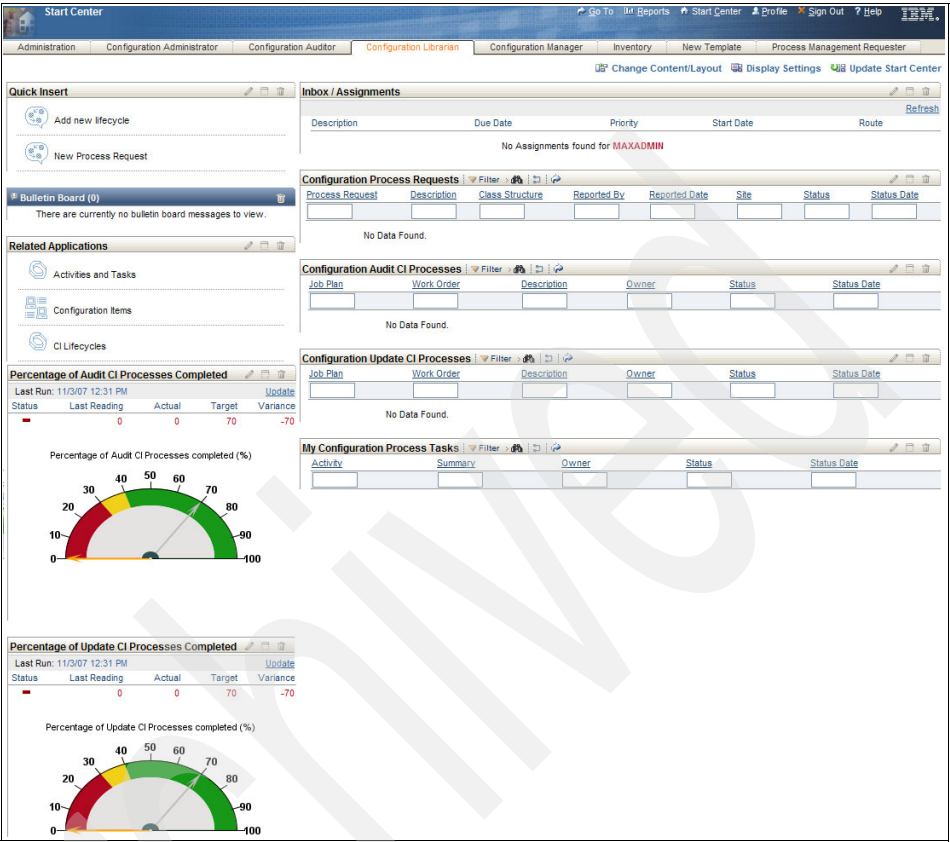 Start Center
Go To Reports Start Center Profile Sign Out ? Help IBM.
Administration Configuration Administrator Configuration Auditor Configuration Librarian Configuration Manager Inventory New Template Process Management Requester
Change Content/Layout Display Settings Update Start Center
Quick Insert
Add new lifecycle
New Process Request
Bulletin Board (0)
There are currently no bulletin board messages to view.
Related Applications
Activities and Tasks
Configuration Items
CI Lifecycles
Percentage of Audit CI Processes Completed
Last Run: 11/3/07 12:31 PM Update
Status Last Reading Actual Target Variance
0 0 70 -70
Percentage of Audit CI Processes completed (%)
0 10 20 30 40 50 60 70 80 90 100
Percentage of Update CI Processes Completed
Last Run: 11/3/07 12:31 PM Update
Status Last Reading Actual Target Variance
0 0 70 -70
Percentage of Update CI Processes completed (%)
0 10 20 30 40 50 60 70 80 90 100
Inbox / Assignments
Refresh
Description Due Date Priority Start Date Route
No Assignments found for MAXADMIN
Configuration Process Requests Filter
Process Request Description Class Structure Reported By Reported Date Site Status Status Date
No Data Found.
Configuration Audit CI Processes Filter
Job Plan Work Order Description Owner Status Status Date
No Data Found.
Configuration Update CI Processes Filter
Job Plan Work Order Description Owner Status Status Date
No Data Found.
My Configuration Process Tasks Filter
Activity Summary Owner Status Status Date